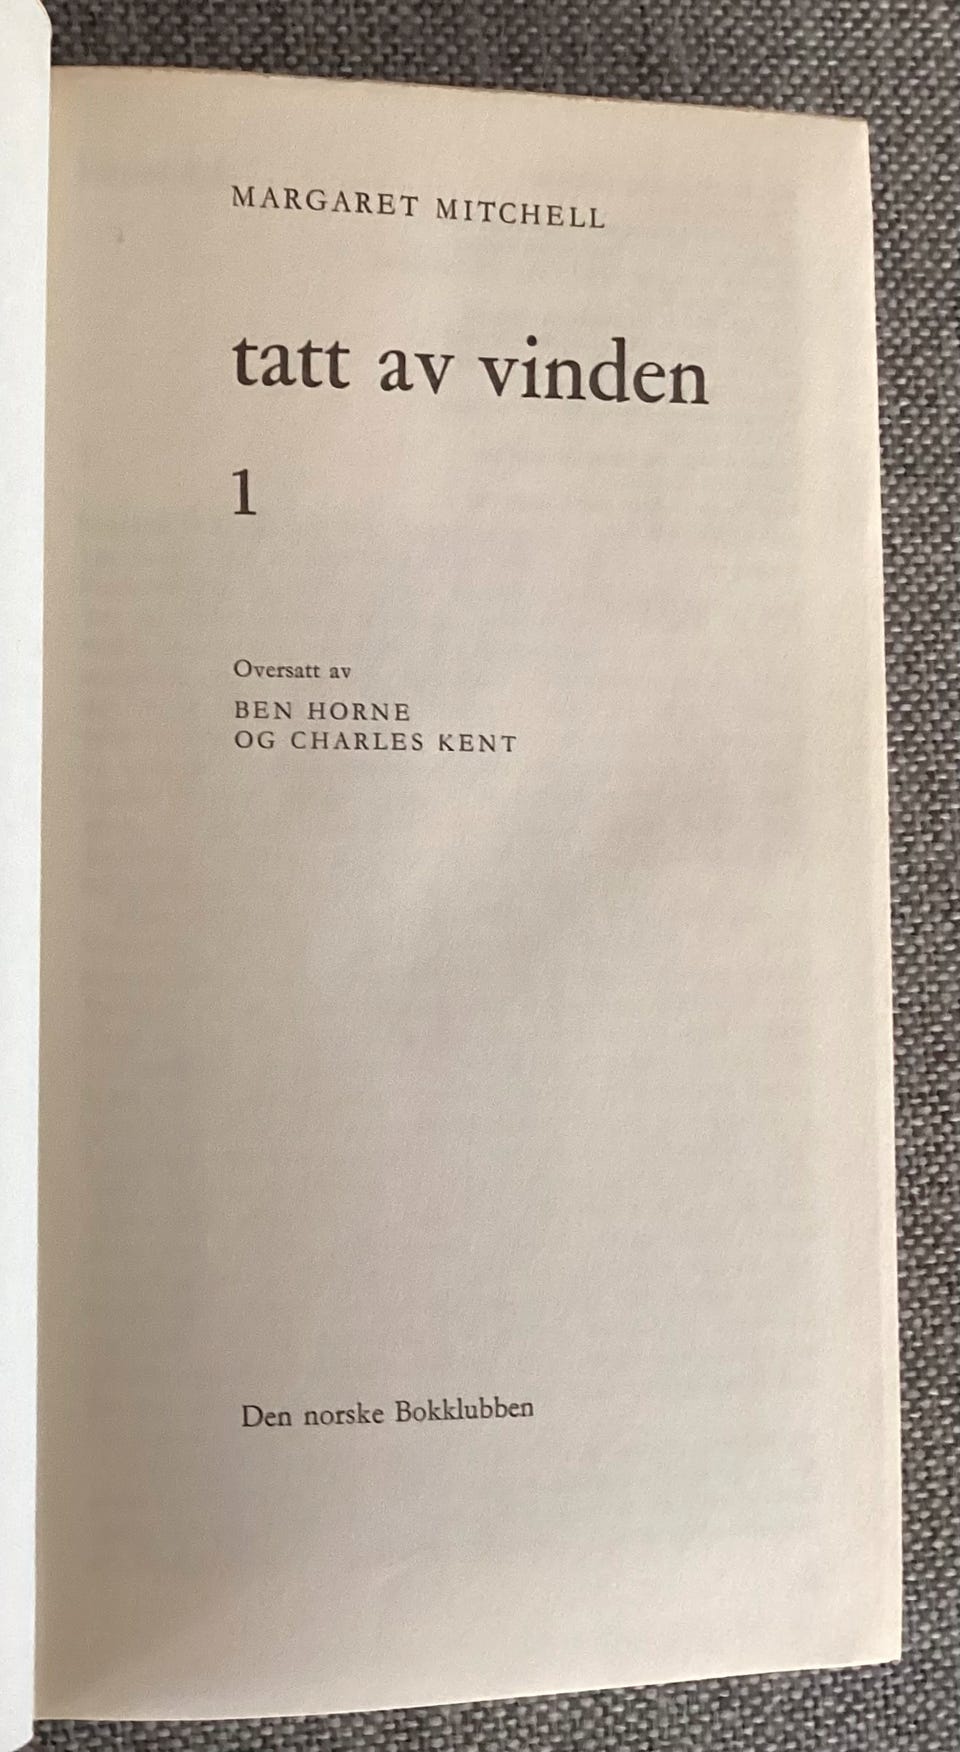 MARGARET MITCHELL
tatt av vinden
1
Oversatt av
BEN HORNE
OG CHARLES KENT
Den norske Bokklubben